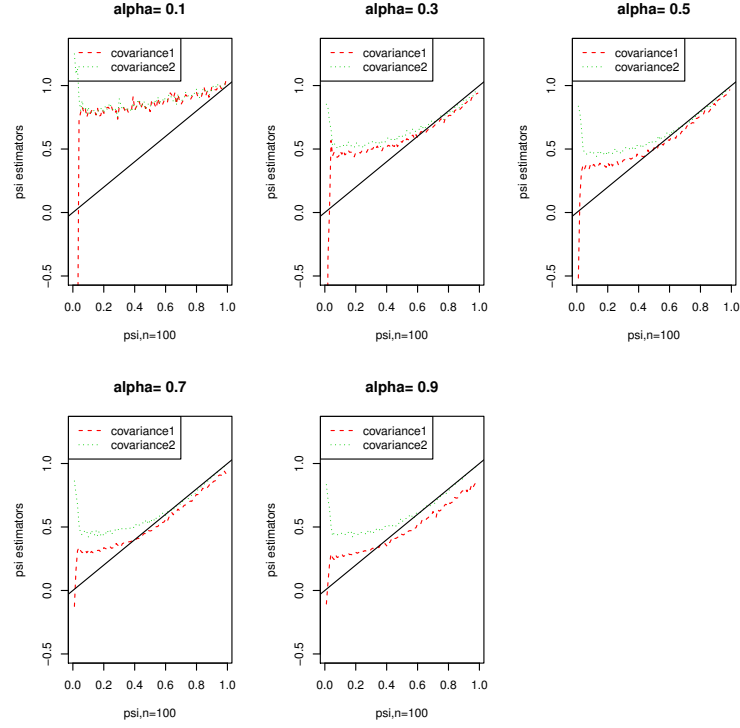 alpha= 0.1
covariance1
covariance2
psi estimators
1.0
0.5
0.0
−0.5
0.0 0.2 0.4 0.6 0.8 1.0
psi,n=100
alpha= 0.3
covariance1
covariance2
psi estimators
1.0
0.5
0.0
−0.5
0.0 0.2 0.4 0.6 0.8 1.0
psi,n=100
alpha= 0.5
covariance1
covariance2
psi estimators
1.0
0.5
0.0
−0.5
0.0 0.2 0.4 0.6 0.8 1.0
psi,n=100
alpha= 0.7
covariance1
covariance2
psi estimators
1.0
0.5
0.0
−0.5
0.0 0.2 0.4 0.6 0.8 1.0
psi,n=100
alpha= 0.9
covariance1
covariance2
psi estimators
1.0
0.5
0.0
−0.5
0.0 0.2 0.4 0.6 0.8 1.0
psi,n=100